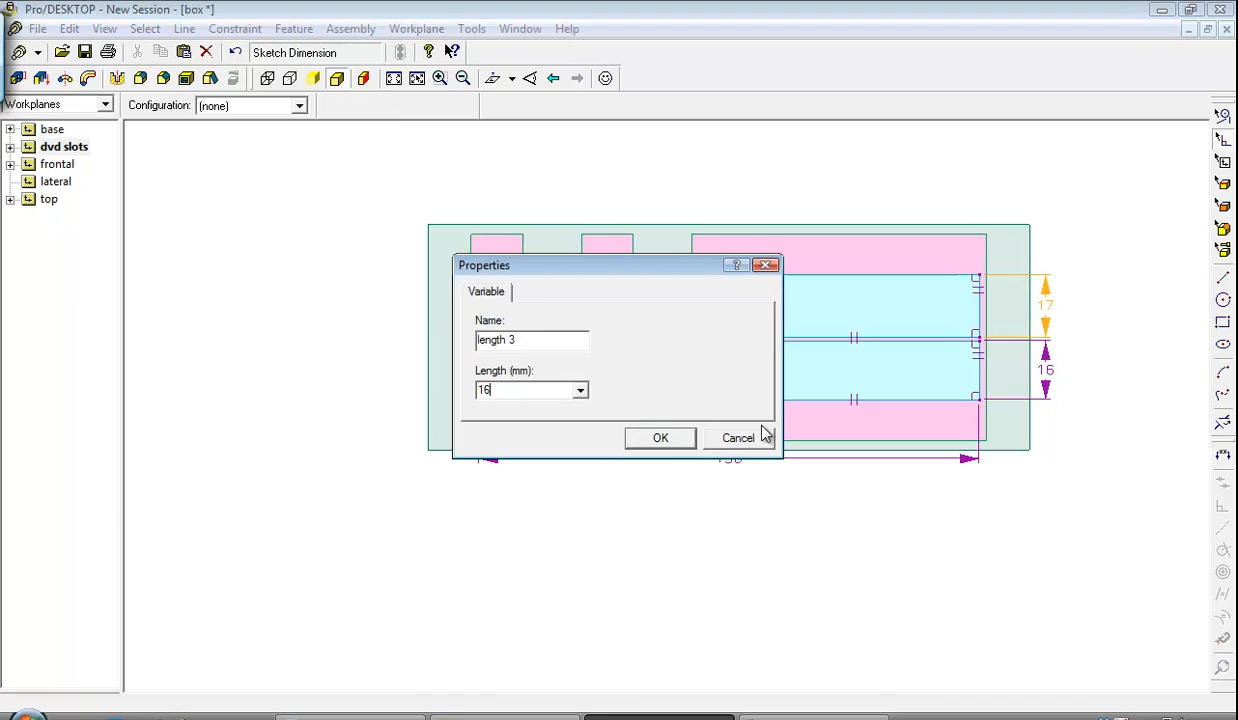 Pro/DESKTOP - New Session - [box *]
File Edit View Select Line Constraint Feature Assembly Workplane Tools Window Help
Sketch Dimension
Workplanes
Configuration: (none)
base
dvd slots
frontal
lateral
top
Properties
Variable
Name:
length 3
Length (mm):
16
OK Cancel
17
16